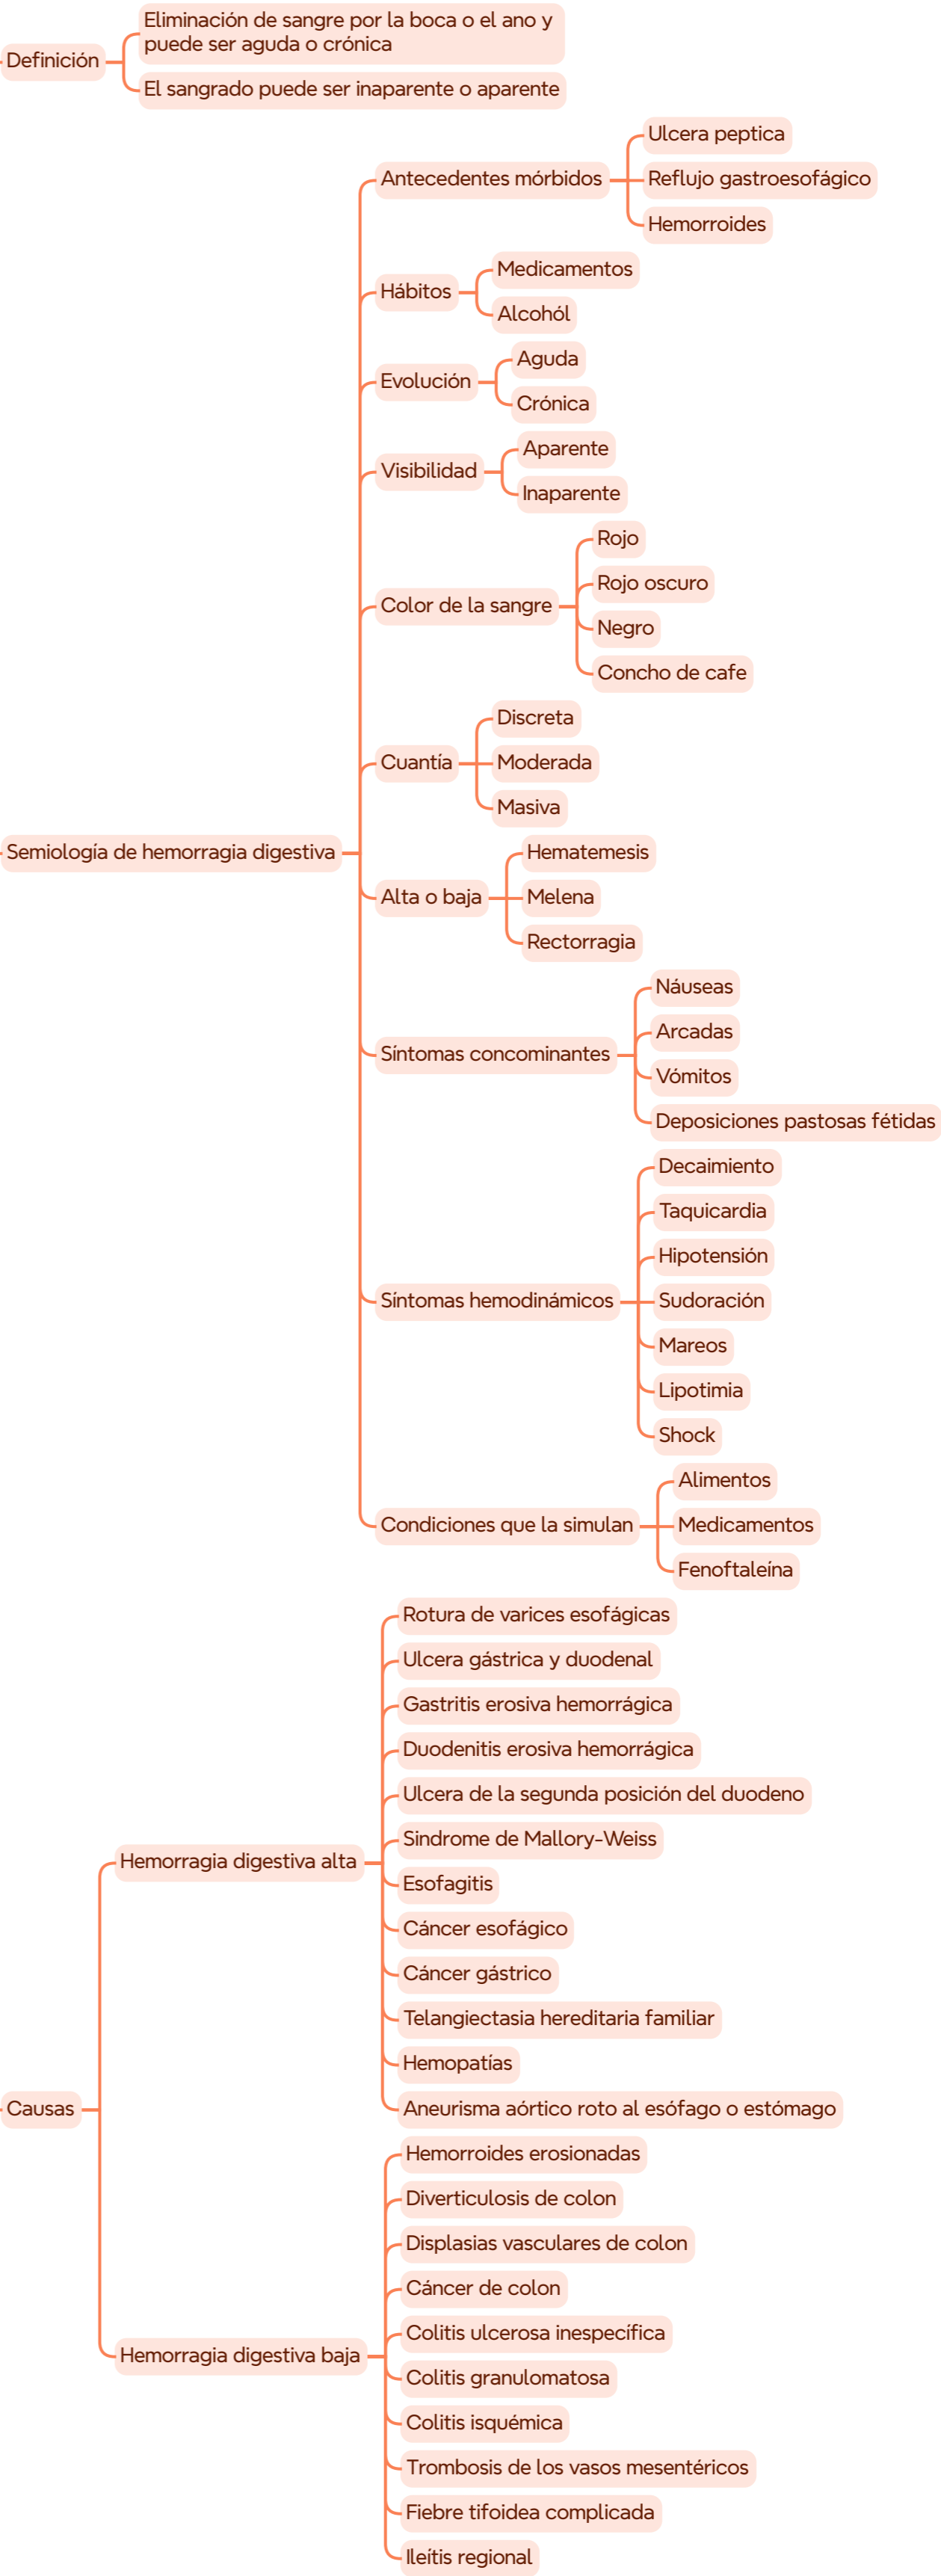 Definición
Eliminación de sangre por la boca o el ano y
puede ser aguda o crónica
El sangrado puede ser inaparente o aparente
Semiología de hemorragia digestiva
Antecedentes mórbidos
Ulcera peptica
Reflujo gastroesofágico
Hemorroides
Hábitos
Medicamentos
Alcohól
Evolución
Aguda
Crónica
Visibilidad
Aparente
Inaparente
Color de la sangre
Rojo
Rojo oscuro
Negro
Concho de cafe
Cuantía
Discreta
Moderada
Masiva
Alta o baja
Hematemesis
Melena
Rectorragia
Síntomas concominantes
Náuseas
Arcadas
Vómitos
Deposiciones pastosas fétidas
Síntomas hemodinámicos
Decaimiento
Taquicardia
Hipotensión
Sudoración
Mareos
Lipotimia
Shock
Condiciones que la simulan
Alimentos
Medicamentos
Fenoftaleína
Causas
Hemorragia digestiva alta
Rotura de varices esofágicas
Ulcera gástrica y duodenal
Gastritis erosiva hemorrágica
Duodenitis erosiva hemorrágica
Ulcera de la segunda posición del duodeno
Sindrome de Mallory-Weiss
Esofagitis
Cáncer esofágico
Cáncer gástrico
Telangiectasia hereditaria familiar
Hemopatías
Aneurisma aórtico roto al esófago o estómago
Hemorragia digestiva baja
Hemorroides erosionadas
Diverticulosis de colon
Displasias vasculares de colon
Cáncer de colon
Colitis ulcerosa inespecífica
Colitis granulomatosa
Colitis isquémica
Trombosis de los vasos mesentéricos
Fiebre tifoidea complicada
Ileítis regional